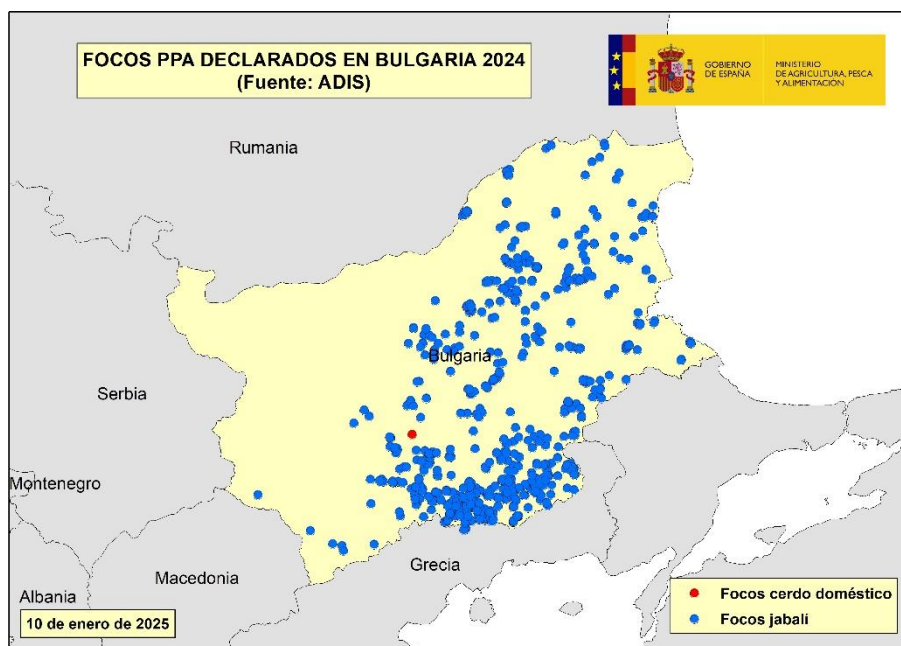 FOCOS PPA DECLARADOS EN BULGARIA 2024
(Fuente: ADIS)
GOBIERNO
DE ESPAÑA
MINISTERIO
DE AGRICULTURA, PESCA
Y ALIMENTACIÓN
Rumania
Bulgaria
Serbia
Montenegro
Macedonia
Grecia
Albania
10 de enero de 2025
Focos cerdo doméstico
Focos jabalí